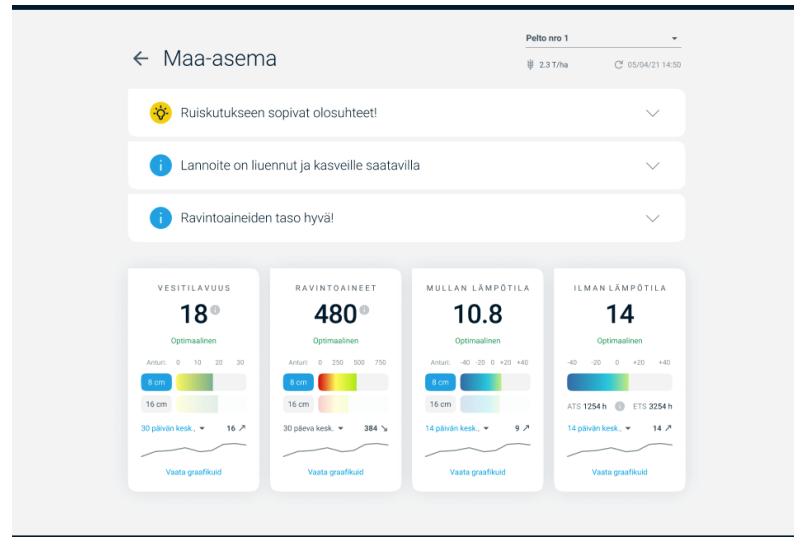 Pelto nro 1
Maa-asema
2.3 T/ha
05/04/21 14:50
Ruiskutukseen sopivat olosuhteet!
Lannoite on liuennut ja kasveille saatavilla
Ravintoaineiden taso hyvä!
VESITILAVUUS
18
Optimaalinen
Anturi: 0 10 20 30
8 cm
16 cm
30 päivän kesk., 16
Vaata graafikuid
RAVINTOAINEET
480
Optimaalinen
Anturi: 0 250 500 750
8 cm
16 cm
30 päeva kesk. 384
Vaata graafikuid
MULLAN LÄMPÖTILA
10.8
Optimaalinen
Anturi: -40 -20 0 +20 +40
8 cm
16 cm
14 päivän kesk., 9
Vaata graafikuid
ILMAN LÄMPÖTILA
14
Optimaalinen
-40 -20 0 +20 +40
ATS 1254 h ETS 3254 h
14 päivän kesk., 14
Vaata graafikuid